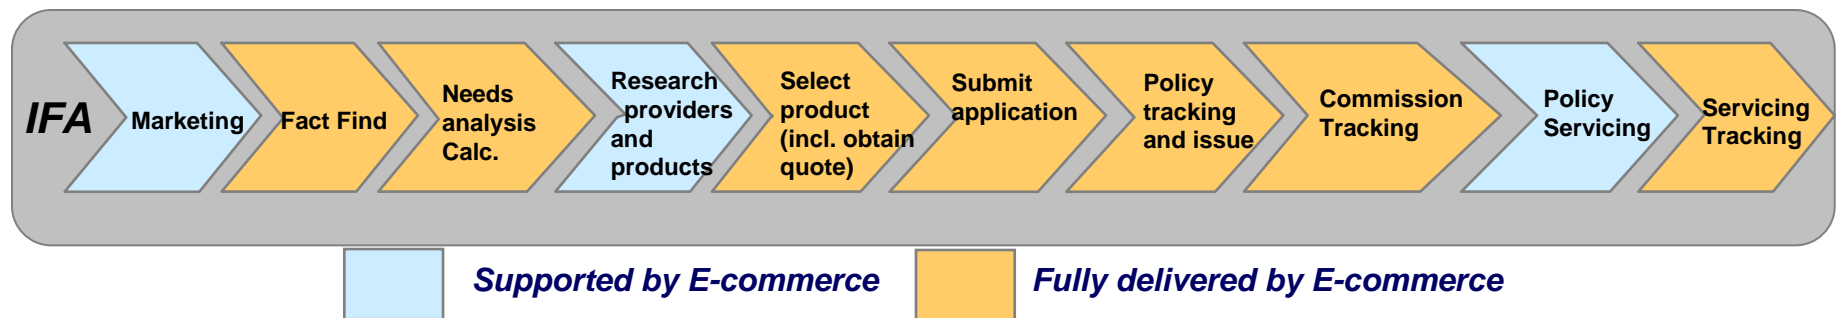 IFA
Marketing
Fact Find
Needs
analysis
Calc.
Research
providers
and
products
Select
product
(incl. obtain
quote)
Submit
application
Policy
tracking
and issue
Commission
Tracking
Policy
Servicing
Servicing
Tracking
Supported by E-commerce
Fully delivered by E-commerce